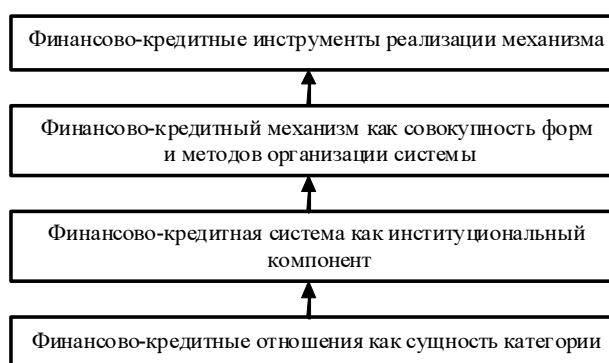 Финансово-кредитные инструменты реализации механизма
Финансово-кредитный механизм как совокупность форм
и методов организации системы
Финансово-кредитная система как институциональный
компонент
Финансово-кредитные отношения как сущность категории